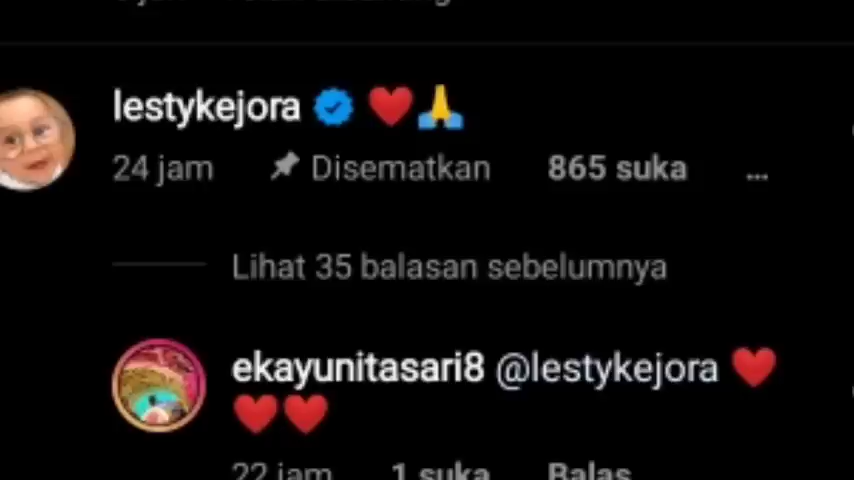 lestykejora ❤️🙏
24 jam Disematkan 865 suka ...
Lihat 35 balasan sebelumnya
ekayunitasari8 @lestykejora ❤️
❤️❤️
22 jam 1 suka Balas